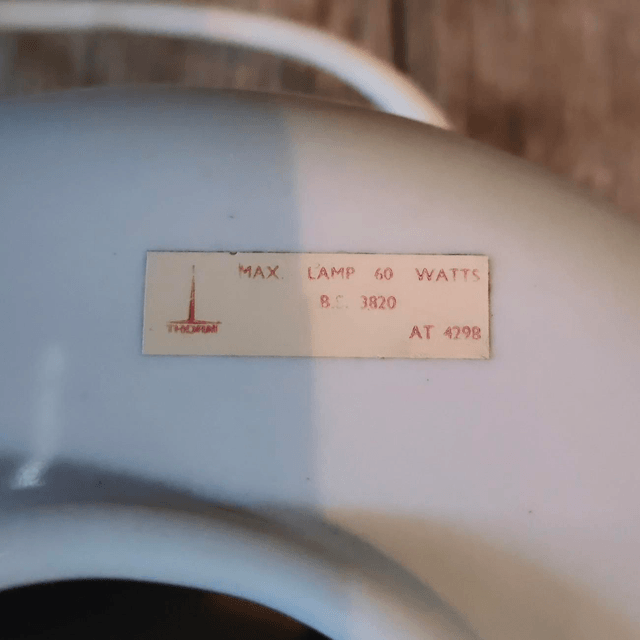 MAX. LAMP 60 WATTS
B.S. 3820
AT 4298
THORN